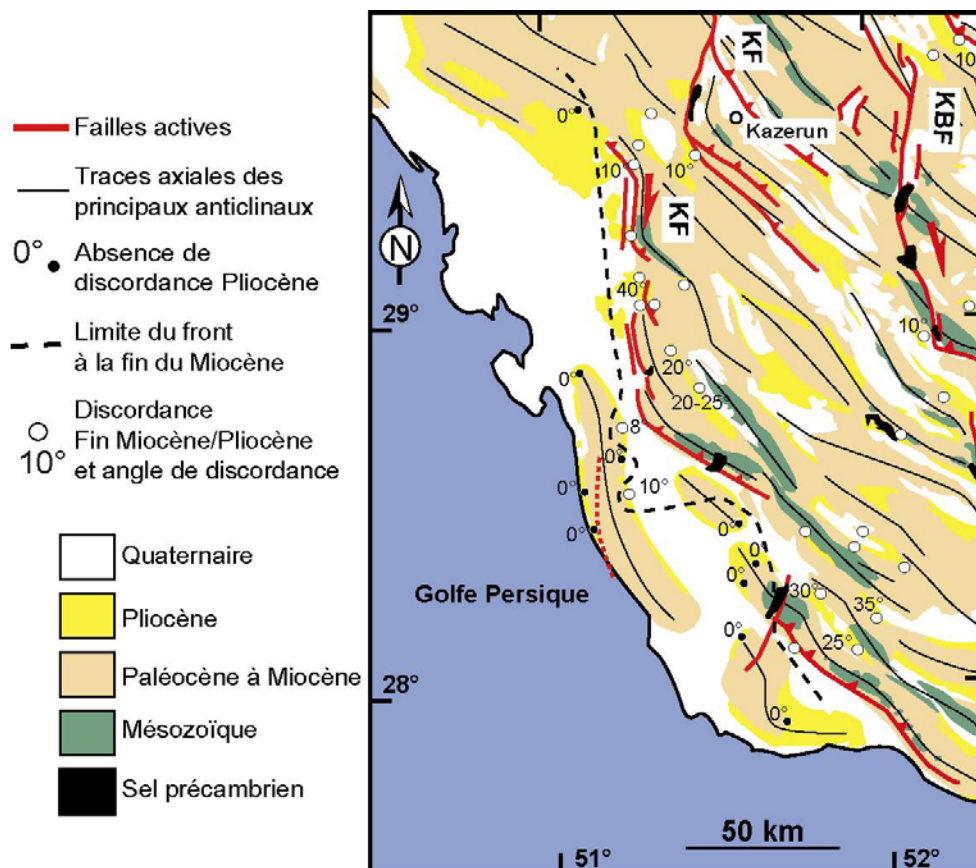 Failles actives
Traces axiales des
principaux anticlinaux
0°
Absence de
discordance Pliocène
Limite du front
à la fin du Miocène
Discordance
Fin Miocène/Pliocène
10°
et angle de discordance
Quaternaire
Pliocène
Paléocène à Miocène
Mésozoïque
Sel précambrien
KF
10
KBF
0°
Kazerun
10°
10°
KF
N
40°
29°
10°
0°
20°
20-25°
8
0°
0°
10°
0°
0°
0
0°
Golfe Persique
30°
35°
0°
25°
28°
0°
50 km
51°
52°